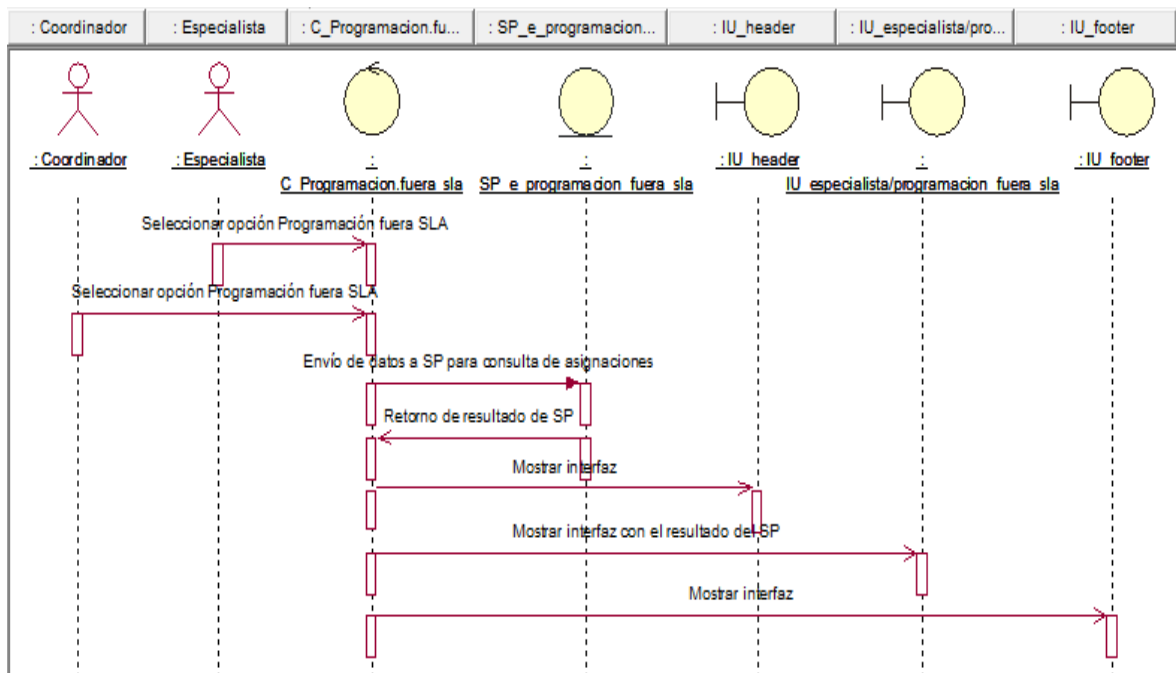 : Coordinador
: Especialista
: C_Programacion.fu...
: SP_e_programacion...
: IU_header
: IU_especialista/pro...
: IU_footer
: Coordinador
: Especialista
:
C_Programacion.fuera_sla
:
SP_e_programacion_fuera_sla
: IU_header
:
IU_especialista/programacion_fuera_sla
: IU_footer
Seleccionar opción Programación fuera SLA
Seleccionar opción Programación fuera SLA
Envío de datos a SP para consulta de asignaciones
Retorno de resultado de SP
Mostrar interfaz
Mostrar interfaz con el resultado del SP
Mostrar interfaz